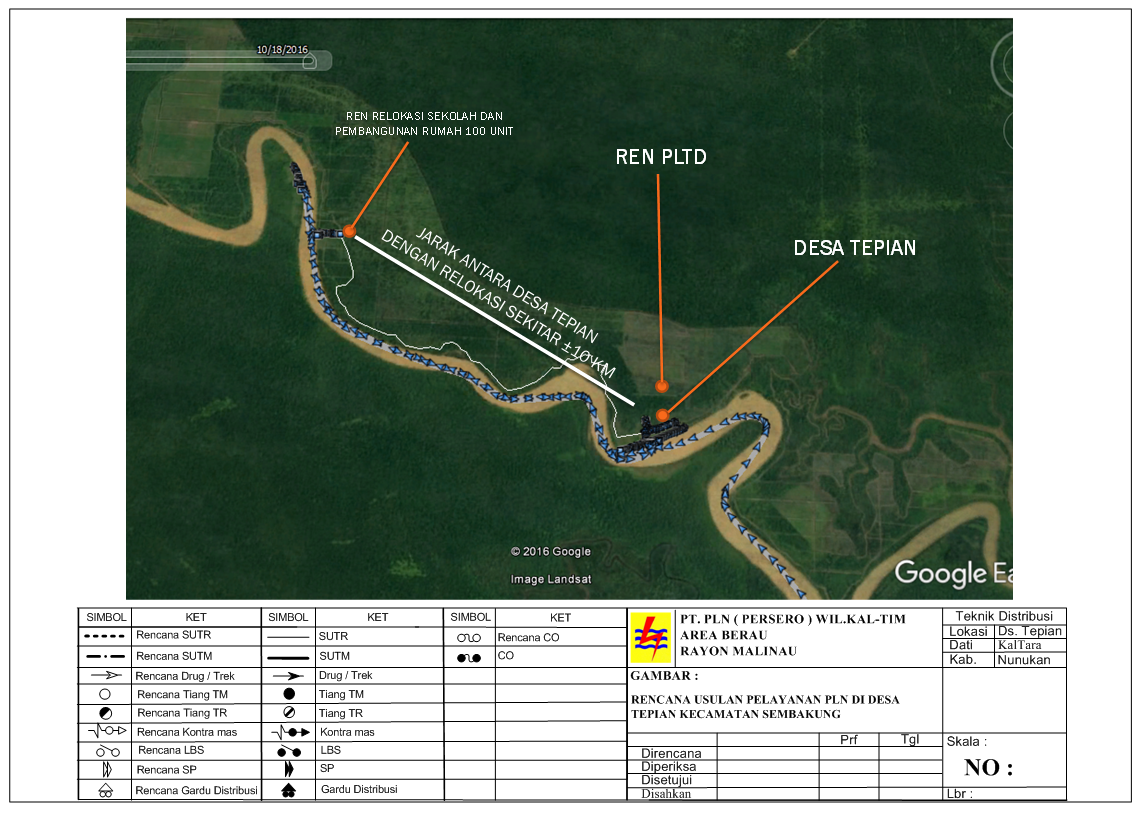 10/18/2016
REN RELOKASI SEKOLAH DAN
PEMBANGUNAN RUMAH 100 UNIT
REN PLTD
DESA TEPIAN
JARAK ANTARA DESA TEPIAN
DENGAN RELOKASI SEKITAR ±10 KM
© 2016 Google
Image Landsat
Google Ea
SIMBOL KET SIMBOL KET SIMBOL KET
Rencana SUTR SUTR Rencana CO
Rencana SUTM SUTM CO
Rencana Drug / Trek Drug / Trek
Rencana Tiang TM Tiang TM
Rencana Tiang TR Tiang TR
Rencana Kontra mas Kontra mas
Rencana LBS LBS
Rencana SP SP
Rencana Gardu Distribusi Gardu Distribusi
PT. PLN ( PERSERO ) WIL.KAL-TIM
AREA BERAU
RAYON MALINAU
Teknik Distribusi
Lokasi Ds. Tepian
Dati KalTara
Kab. Nunukan
GAMBAR :
RENCANA USULAN PELAYANAN PLN DI DESA
TEPIAN KECAMATAN SEMBAKUNG
Prf Tgl
Direncana
Diperiksa
Disetujui
Disahkan
Skala :
NO :
Lbr :